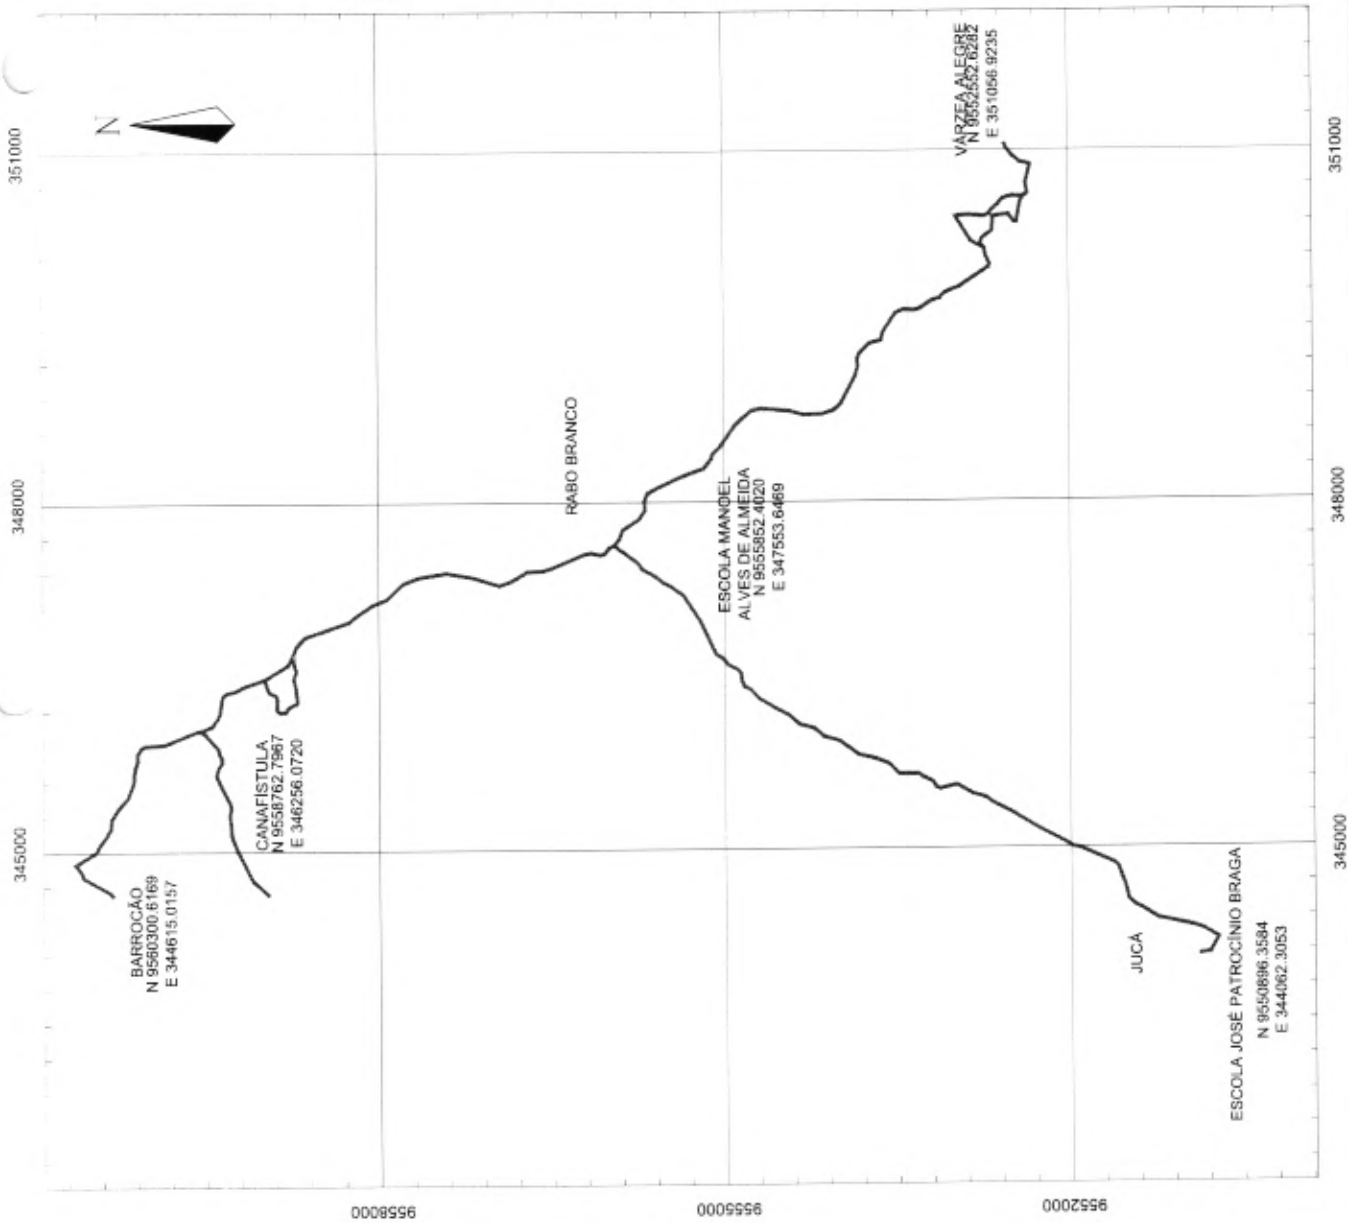 351000
348000
345000
N
VÁRZEA ALEGRE
N 9552552.6282
E 351056.9235
RABO BRANCO
ESCOLA MANOEL
ALVES DE ALMEIDA
N 9555852.4020
E 347553.6469
CANAFÍSTULA
N 9558762.7967
E 346256.0720
BARROCÃO
N 9560300.6169
E 344615.0157
JUCÁ
ESCOLA JOSÉ PATROCÍNIO BRAGA
N 9550896.3584
E 344062.3053
9558000
9555000
9552000
351000
348000
345000